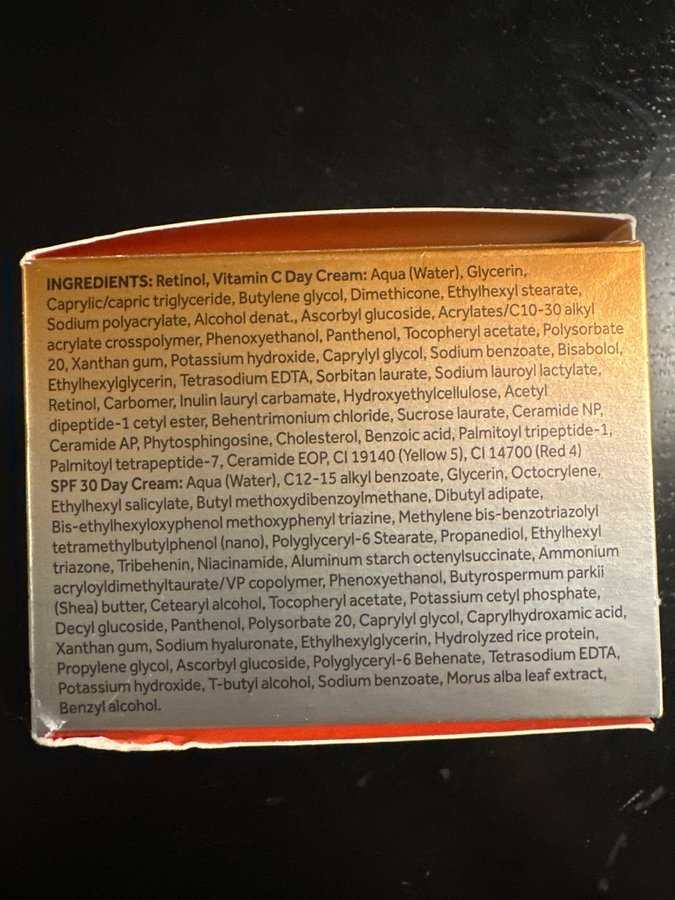 INGREDIENTS: Retinol, Vitamin C Day Cream: Aqua (Water), Glycerin,
Caprylic/capric triglyceride, Butylene glycol, Dimethicone, Ethylhexyl stearate,
Sodium polyacrylate, Alcohol denat., Ascorbyl glucoside, Acrylates/C10-30 alkyl
acrylate crosspolymer, Phenoxyethanol, Panthenol, Tocopheryl acetate, Polysorbate
20, Xanthan gum, Potassium hydroxide, Caprylyl glycol, Sodium benzoate, Bisabolol,
Ethylhexylglycerin, Tetrasodium EDTA, Sorbitan laurate, Sodium lauroyl lactylate,
Retinol, Carbomer, Inulin lauryl carbamate, Hydroxyethylcellulose, Acetyl
dipeptide-1 cetyl ester, Behentrimonium chloride, Sucrose laurate, Ceramide NP,
Ceramide AP, Phytosphingosine, Cholesterol, Benzoic acid, Palmitoyl tripeptide-1,
Palmitoyl tetrapeptide-7, Ceramide EOP, CI 19140 (Yellow 5), CI 14700 (Red 4)
SPF 30 Day Cream: Aqua (Water), C12-15 alkyl benzoate, Glycerin, Octocrylene,
Ethylhexyl salicylate, Butyl methoxydibenzoylmethane, Dibutyl adipate,
Bis-ethylhexyloxyphenol methoxyphenyl triazine, Methylene bis-benzotriazolyl
tetramethylbutylphenol (nano), Polyglyceryl-6 Stearate, Propanediol, Ethylhexyl
triazone, Tribehenin, Niacinamide, Aluminum starch octenylsuccinate, Ammonium
acryloyldimethyltaurate/VP copolymer, Phenoxyethanol, Butyrospermum parkii
(Shea) butter, Cetearyl alcohol, Tocopheryl acetate, Potassium cetyl phosphate,
Decyl glucoside, Panthenol, Polysorbate 20, Caprylyl glycol, Caprylhydroxamic acid,
Xanthan gum, Sodium hyaluronate, Ethylhexylglycerin, Hydrolyzed rice protein,
Propylene glycol, Ascorbyl glucoside, Polyglyceryl-6 Behenate, Tetrasodium EDTA,
Potassium hydroxide, T-butyl alcohol, Sodium benzoate, Morus alba leaf extract,
Benzyl alcohol.